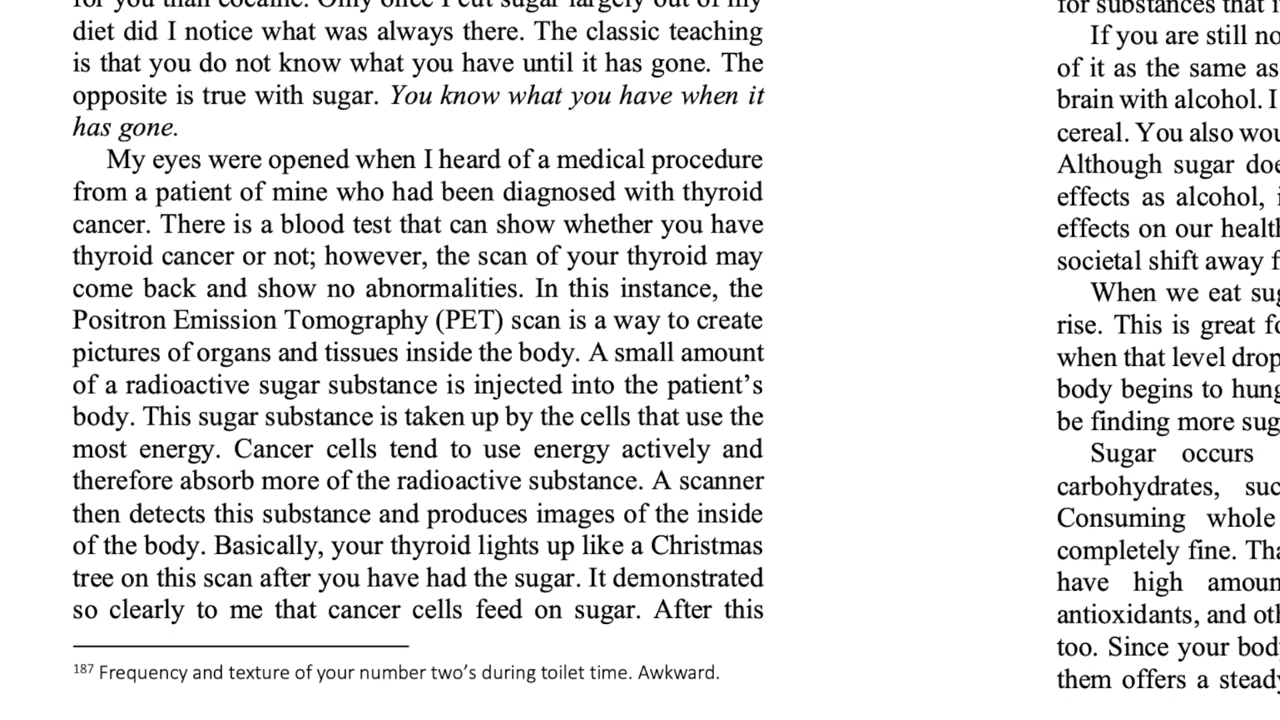 for you than cocaine. Only once I cut sugar largely out of my
diet did I notice what was always there. The classic teaching
is that you do not know what you have until it has gone. The
opposite is true with sugar. You know what you have when it
has gone.
My eyes were opened when I heard of a medical procedure
from a patient of mine who had been diagnosed with thyroid
cancer. There is a blood test that can show whether you have
thyroid cancer or not; however, the scan of your thyroid may
come back and show no abnormalities. In this instance, the
Positron Emission Tomography (PET) scan is a way to create
pictures of organs and tissues inside the body. A small amount
of a radioactive sugar substance is injected into the patient’s
body. This sugar substance is taken up by the cells that use the
most energy. Cancer cells tend to use energy actively and
therefore absorb more of the radioactive substance. A scanner
then detects this substance and produces images of the inside
of the body. Basically, your thyroid lights up like a Christmas
tree on this scan after you have had the sugar. It demonstrated
so clearly to me that cancer cells feed on sugar. After this
187 Frequency and texture of your number two’s during toilet time. Awkward.
for substances that
If you are still
of it as the same as
brain with alcohol. I
cereal. You also
Although sugar
effects as alcohol,
effects on our
societal shift away
When we eat
rise. This is great
when that level
body begins to
be finding more
Sugar occurs
carbohydrates,
Consuming whole
completely fine.
have high
antioxidants, and
too. Since your
them offers a